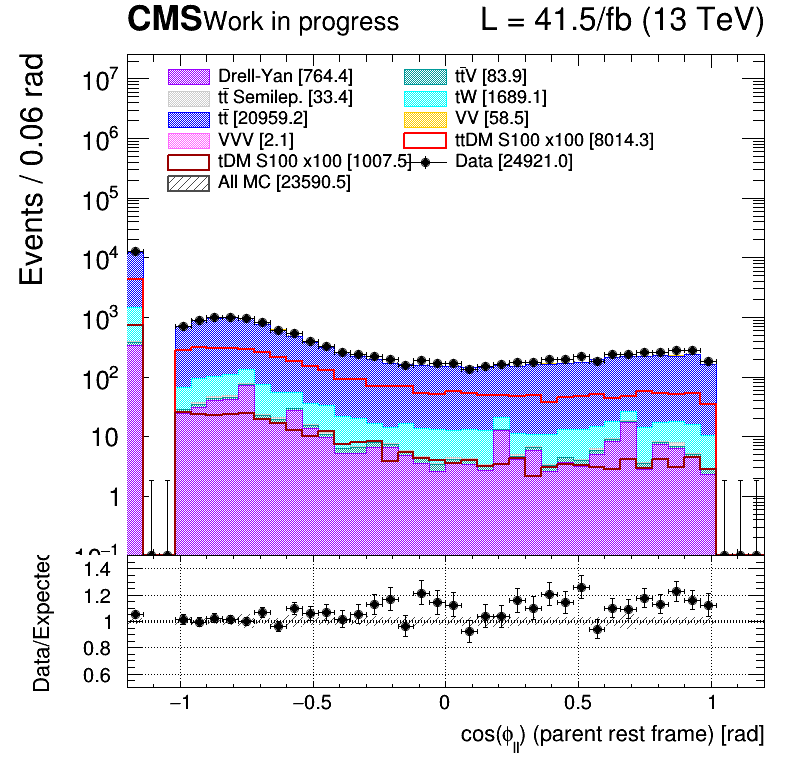 CMS Work in progress L = 41.5/fb (13 TeV)
Events / 0.06 rad
10⁷
10⁶
10⁵
10⁴
10³
10²
10
1
10⁻¹
Drell-Yan [764.4] tt̄V [83.9]
tt̄ Semilep. [33.4] tW [1689.1]
tt̄ [20959.2] VV [58.5]
VVV [2.1] ttDM S100 x100 [8014.3]
tDM S100 x100 [1007.5] Data [24921.0]
All MC [23590.5]
Data/Expected
1.4
1.2
1
0.8
0.6
−1 −0.5 0 0.5 1
cos(ϕ_ll) (parent rest frame) [rad]